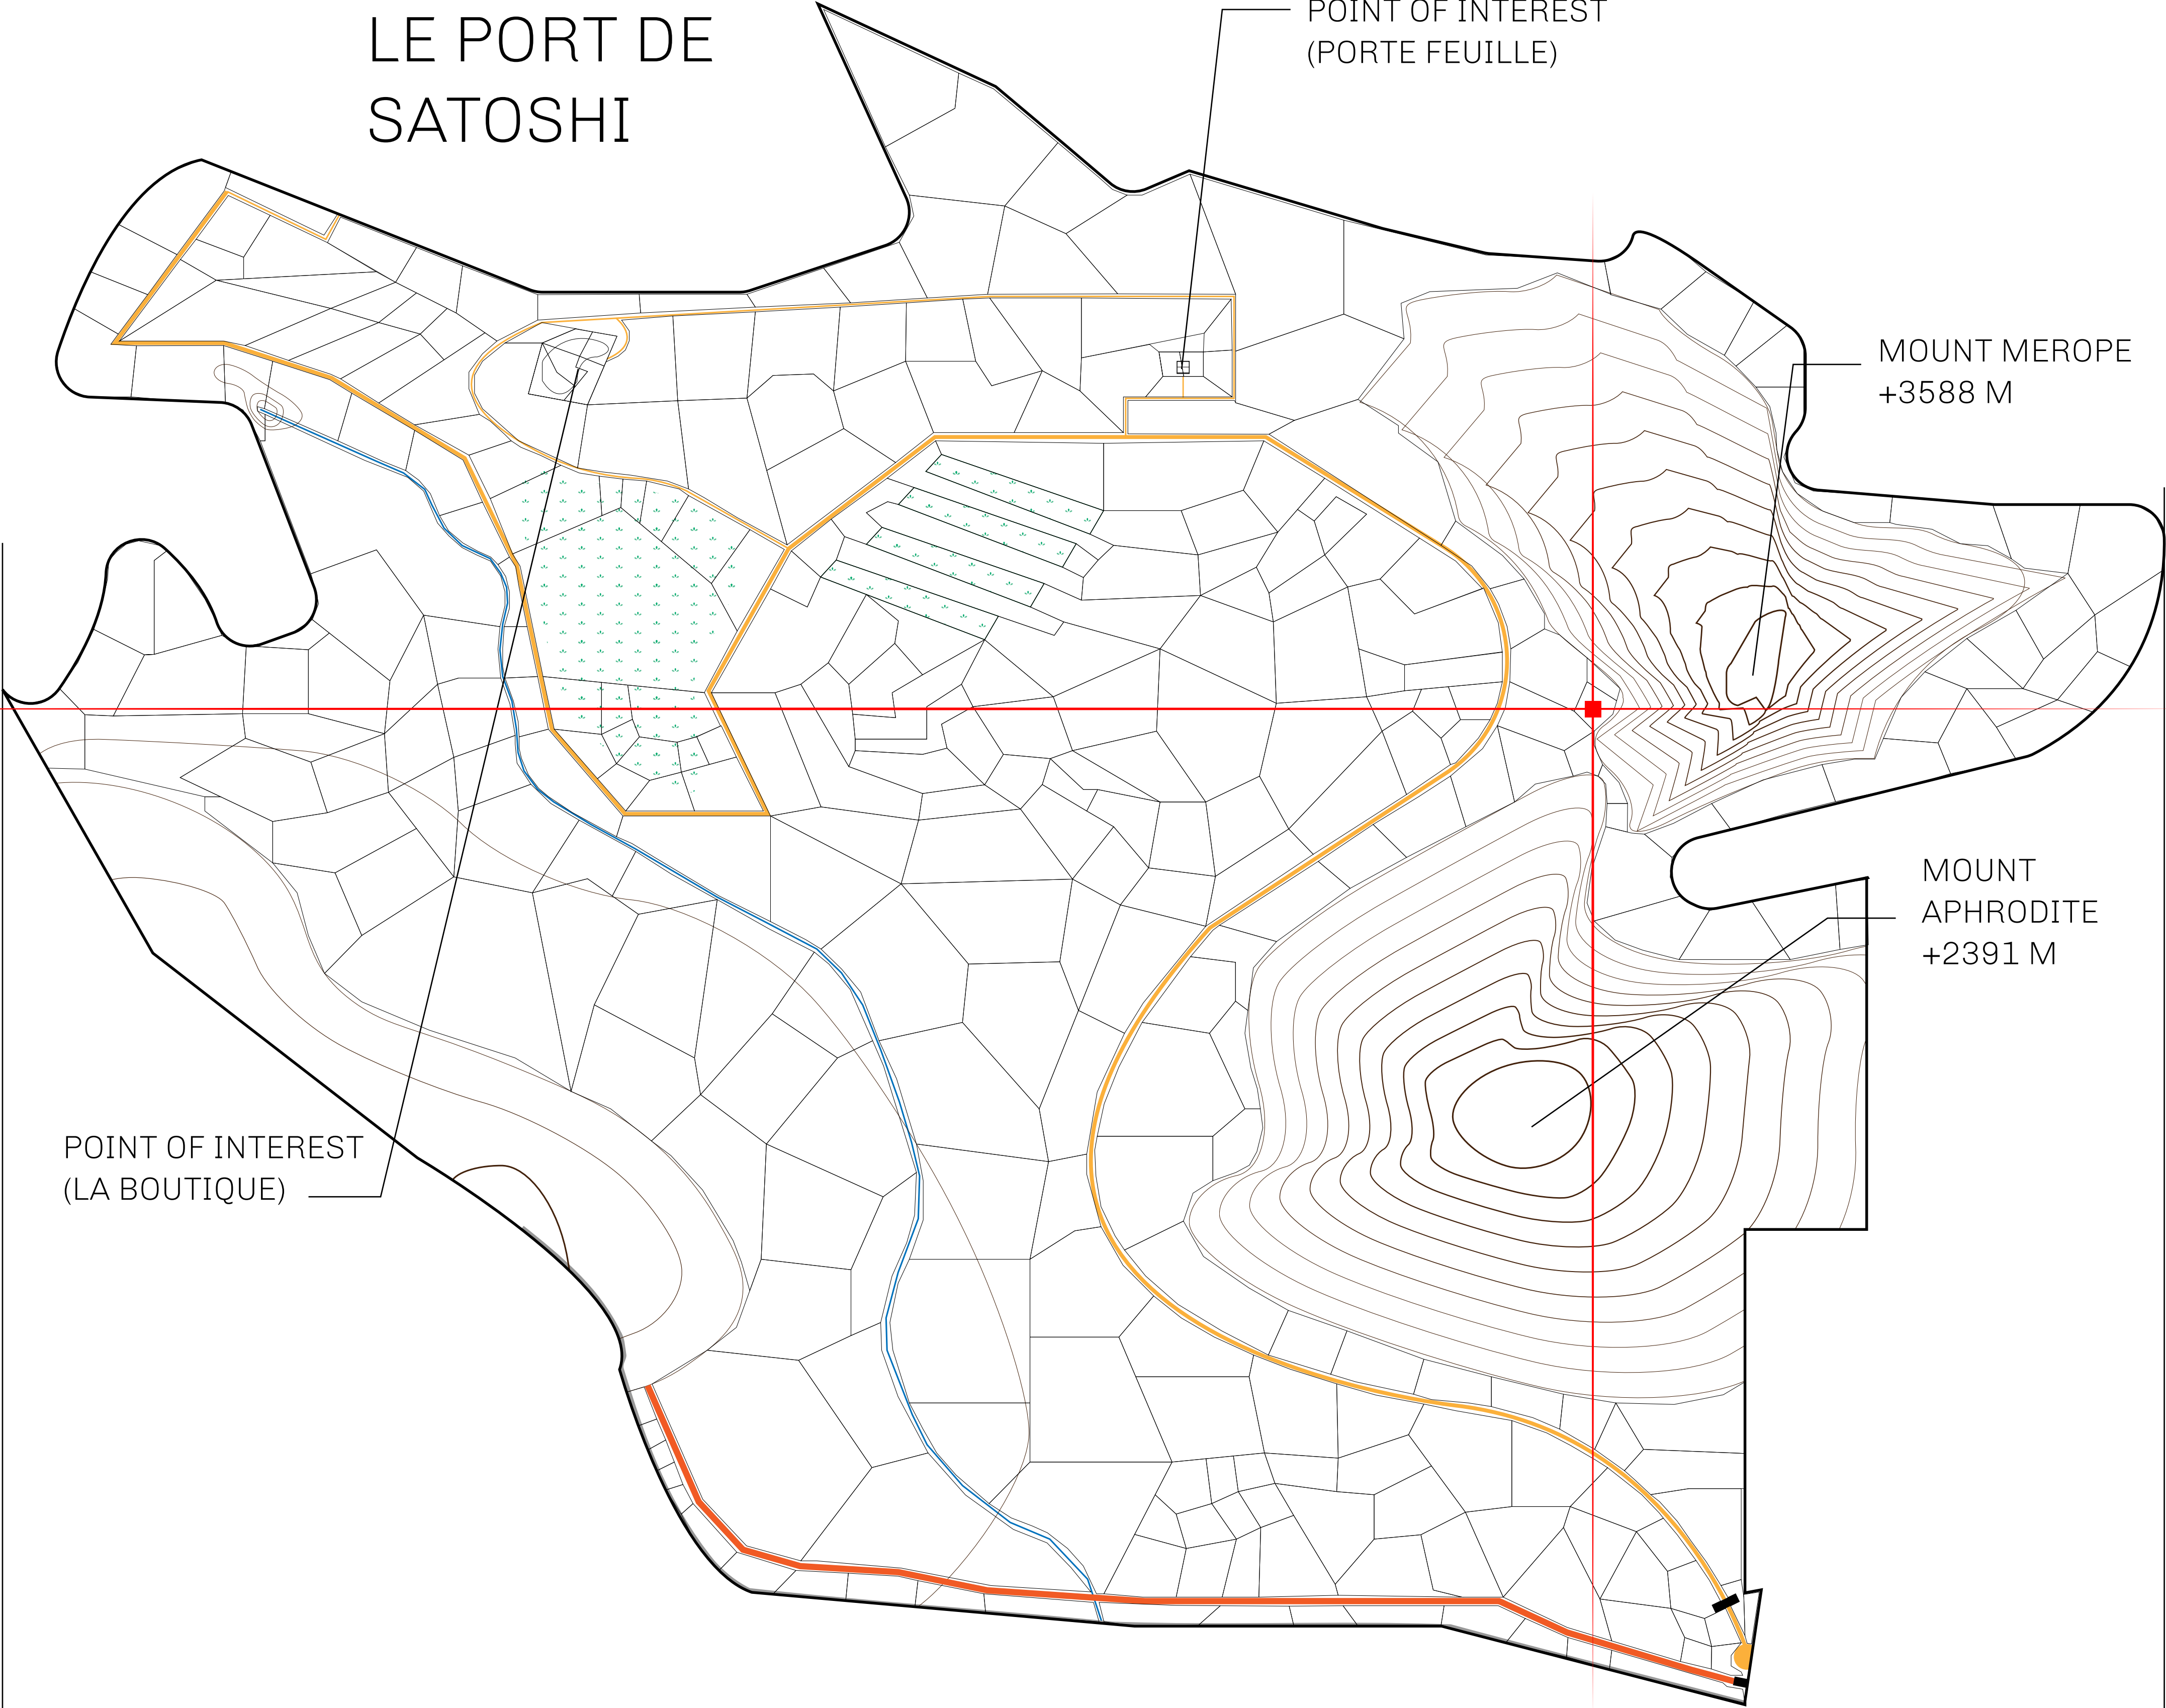 LE PORT DE
SATOSHI
POINT OF INTEREST
(PORTE FEUILLE)
MOUNT MEROPE
+3588 M
MOUNT
APHRODITE
+2391 M
POINT OF INTEREST
(LA BOUTIQUE)